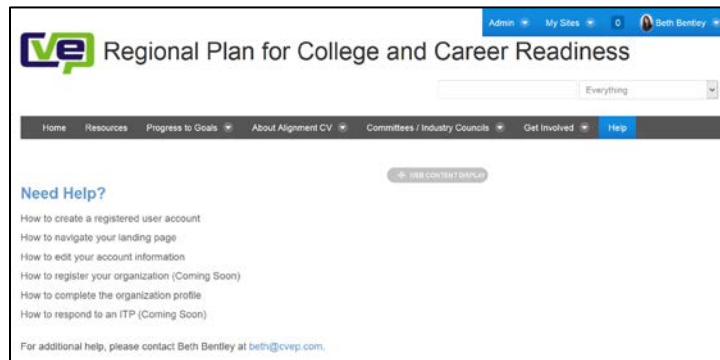 Admin My Sites 0 Beth Bentley
cvep Regional Plan for College and Career Readiness
Everything
Home Resources Progress to Goals About Alignment CV Committees / Industry Councils Get Involved Help
WEB CONTENT DISPLAY
Need Help?
How to create a registered user account
How to navigate your landing page
How to edit your account information
How to register your organization (Coming Soon)
How to complete the organization profile
How to respond to an ITP (Coming Soon)
For additional help, please contact Beth Bentley at beth@cvep.com.